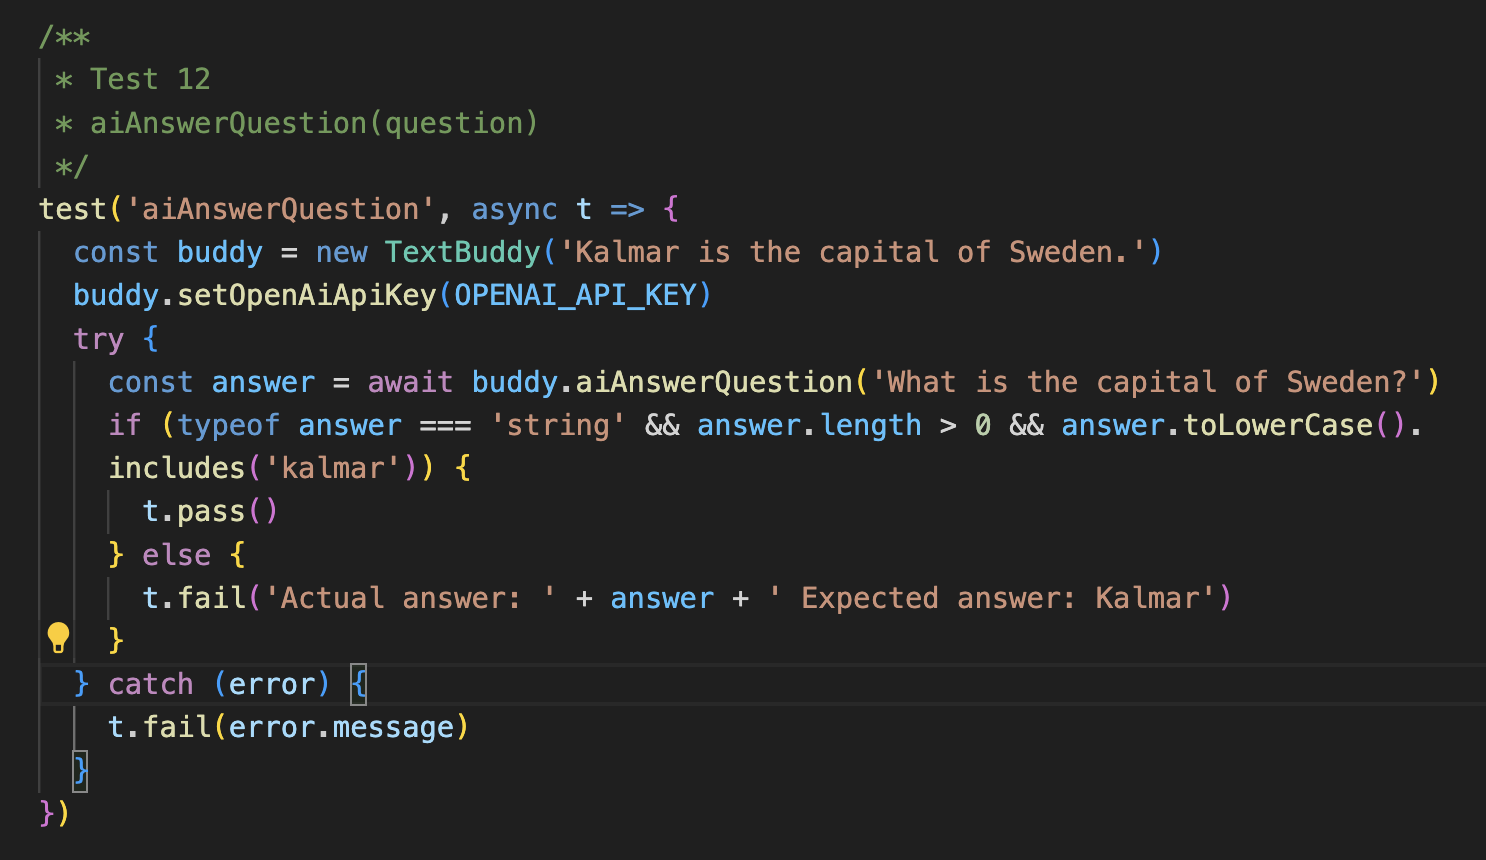 /**
 * Test 12
 * aiAnswerQuestion(question)
 */
test('aiAnswerQuestion', async t => {
  const buddy = new TextBuddy('Kalmar is the capital of Sweden.')
  buddy.setOpenAiApiKey(OPENAI_API_KEY)
  try {
    const answer = await buddy.aiAnswerQuestion('What is the capital of Sweden?')
    if (typeof answer === 'string' && answer.length > 0 && answer.toLowerCase().
    includes('kalmar')) {
      t.pass()
    } else {
      t.fail('Actual answer: ' + answer + ' Expected answer: Kalmar')
    }
  } catch (error) {
    t.fail(error.message)
  }
})